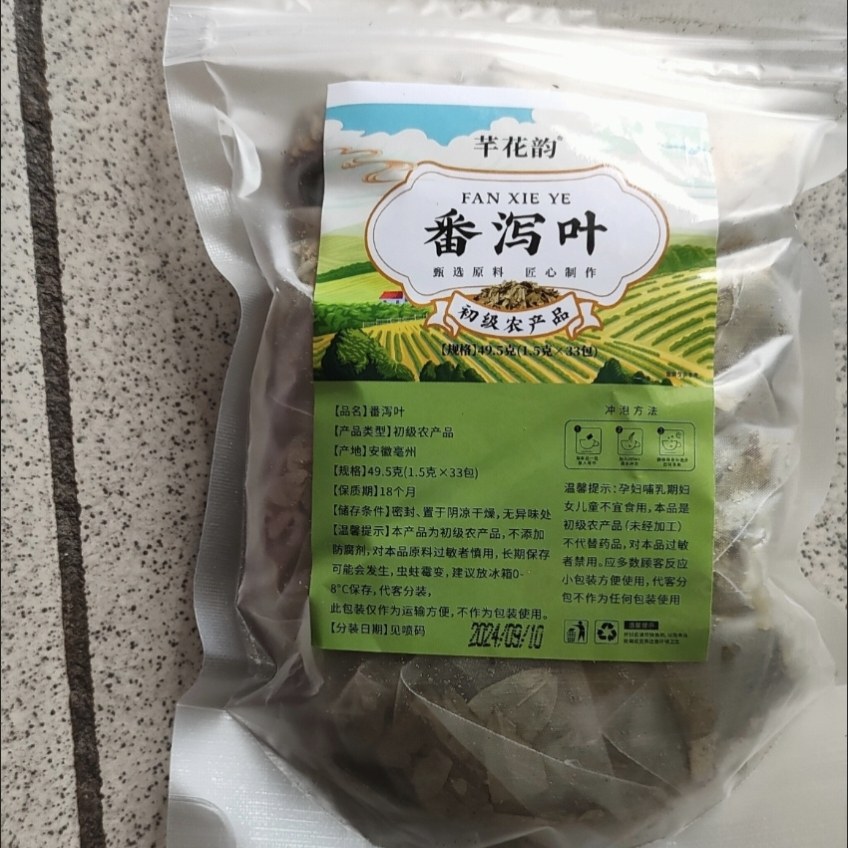 芊花韵®
FAN XIE YE
番泻叶
甄选原料 匠心制作
初级农产品
【规格】49.5克(1.5克×33包)
【品名】番泻叶
【产品类型】初级农产品
【产地】安徽亳州
【规格】49.5克(1.5克×33包)
【保质期】18个月
【储存条件】密封、置于阴凉干燥,无异味处
【温馨提示】本产品为初级农产品,不添加
防腐剂,对本品原料过敏者慎用,长期保存
可能会发生,虫蛀霉变,建议放冰箱0-
8°C保存,代客分装,
此包装仅作为运输方便,不作为包装使用。
【分装日期】见喷码
2024/09/10
冲泡方法
1
2
3
温馨提示:孕妇哺乳期妇
女儿童不宜食用,本品是
初级农产品(未经加工)
不代替药品,对本品过敏
者禁用。应多数顾客反应
小包装方便使用,代客分
包不作为任何包装使用
温馨提示